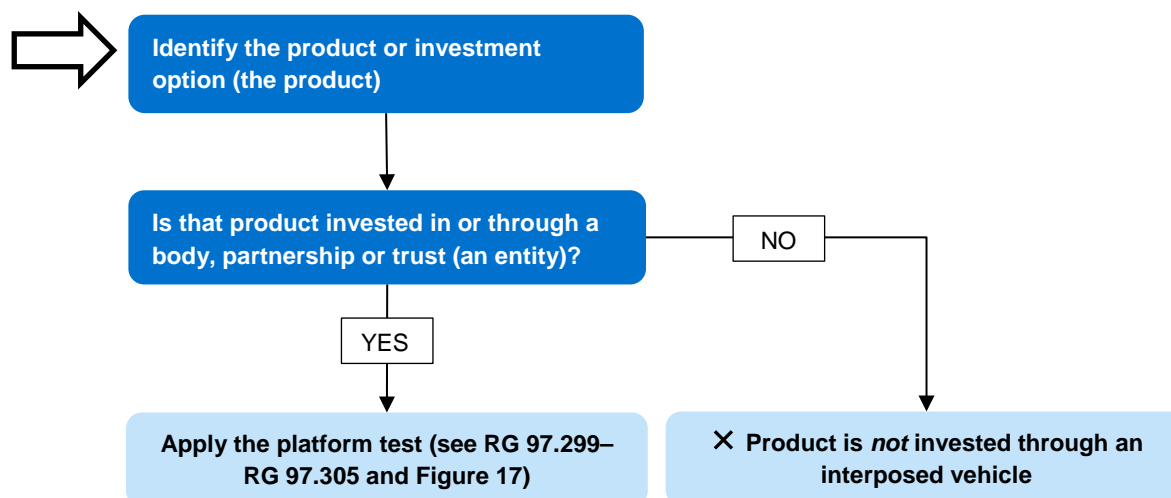 Identify the product or investment
option (the product)
Is that product invested in or through a
body, partnership or trust (an entity)?
NO
YES
Apply the platform test (see RG 97.299–
RG 97.305 and Figure 17)
✕ Product is not invested through an
interposed vehicle